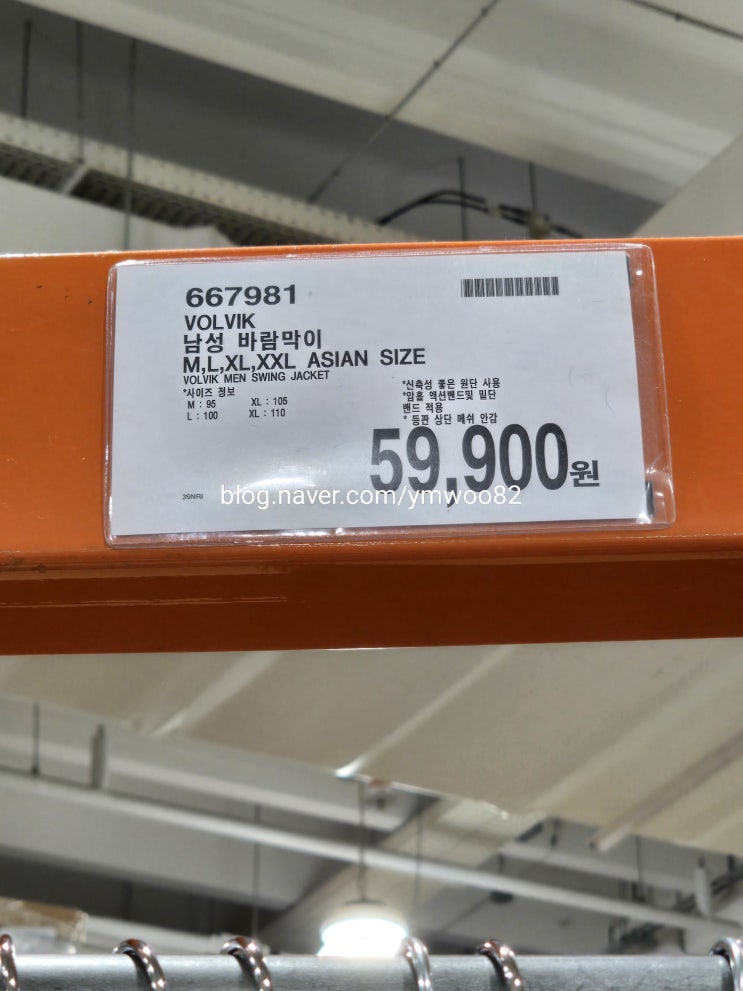 667981
VOLVIK
남성 바람막이
M,L,XL,XXL ASIAN SIZE
VOLVIK MEN SWING JACKET
*사이즈 정보
M : 95 XL : 105
L : 100 XL : 110
*신축성 좋은 원단 사용
*암홀 액션밴드및 밑단
밴드 적용
* 등판 상단 메쉬 안감
59,900원
39NRI
blog.naver.com/ymwoo82